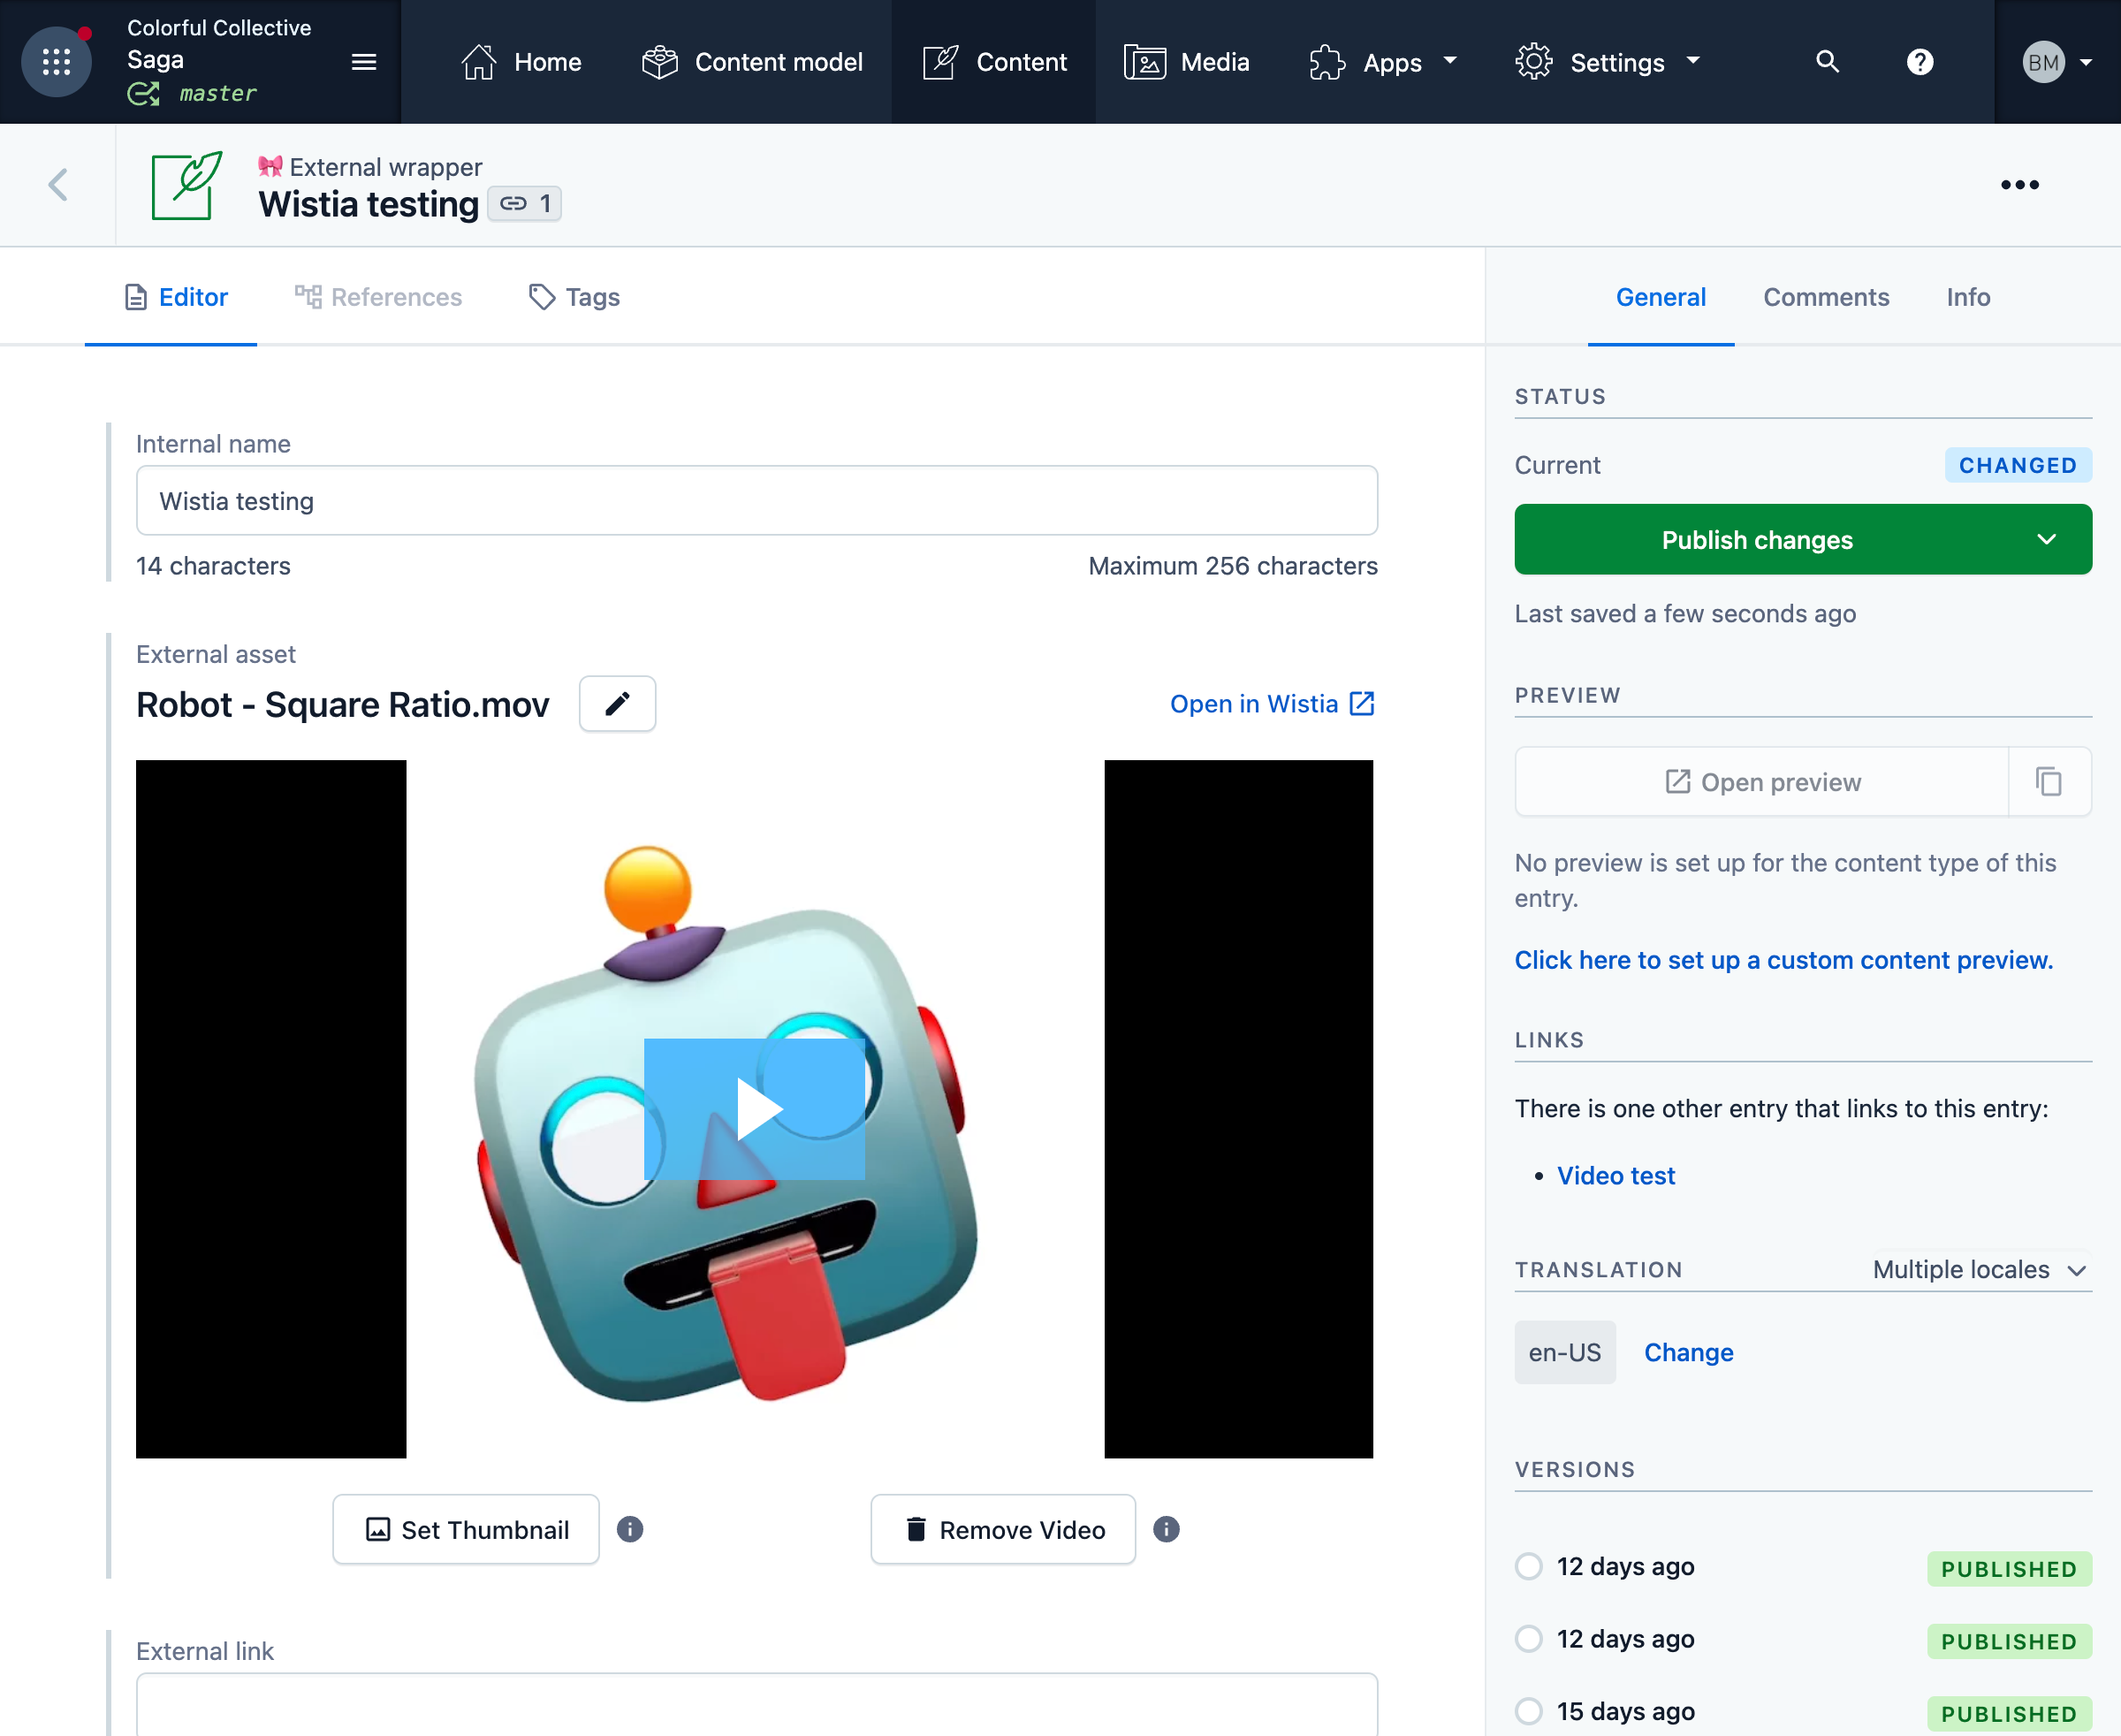 Colorful Collective
Saga
master
Home
Content model
Content
Media
Apps
Settings
BM
External wrapper
Wistia testing
1
Editor
References
Tags
General
Comments
Info
Internal name
Wistia testing
14 characters
Maximum 256 characters
External asset
Robot - Square Ratio.mov
Open in Wistia
Set Thumbnail
Remove Video
External link
STATUS
Current
CHANGED
Publish changes
Last saved a few seconds ago
PREVIEW
Open preview
No preview is set up for the content type of this
entry.
Click here to set up a custom content preview.
LINKS
There is one other entry that links to this entry:
• Video test
TRANSLATION
Multiple locales
en-US
Change
VERSIONS
12 days ago
PUBLISHED
12 days ago
PUBLISHED
15 days ago
PUBLISHED